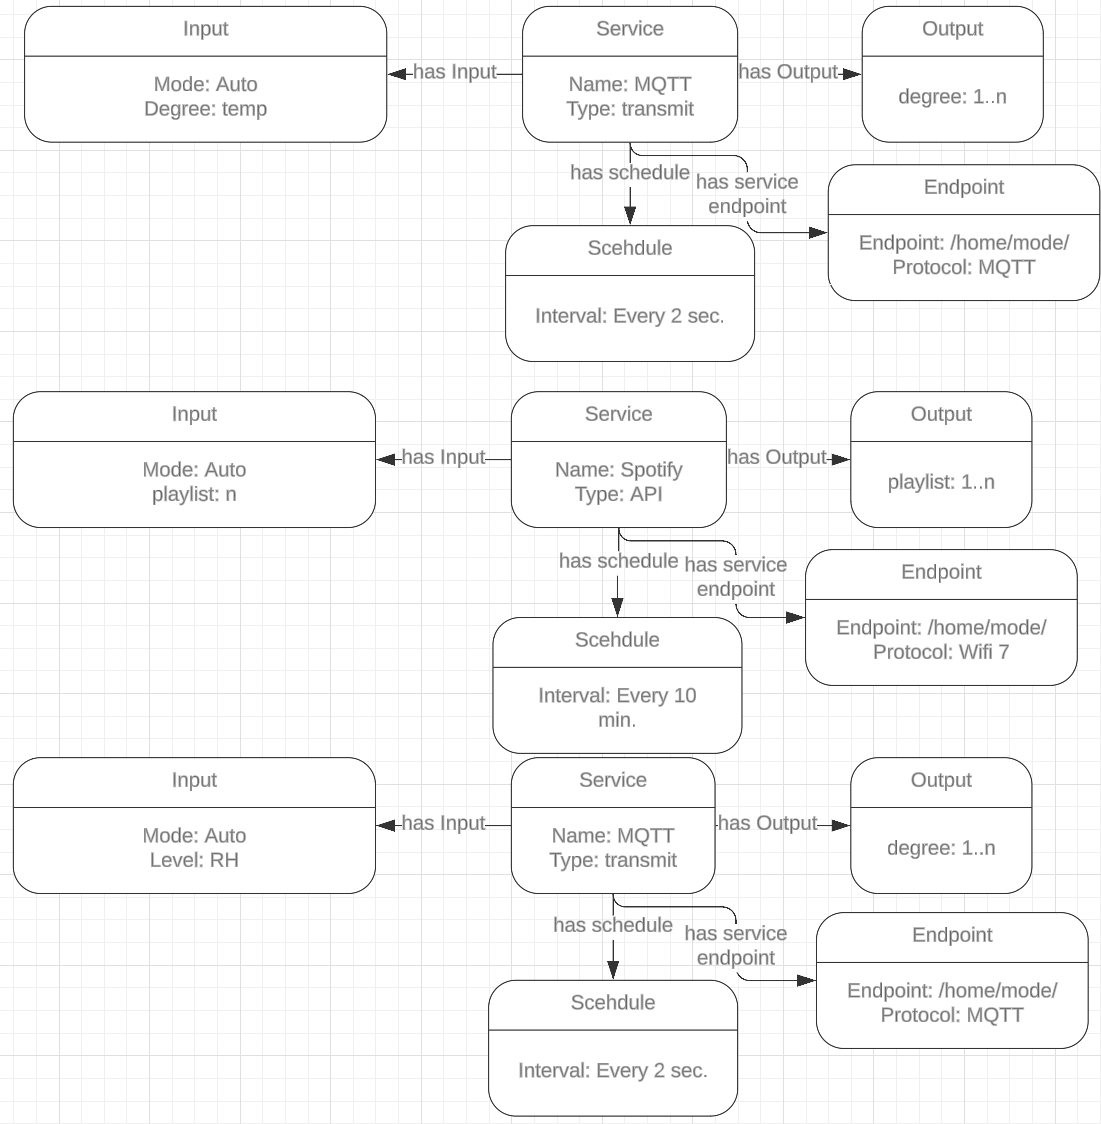 Input
Mode: Auto
Degree: temp
has Input
Service
Name: MQTT
Type: transmit
has Output
Output
degree: 1..n
has schedule
has service
endpoint
Endpoint
Endpoint: /home/mode/
Protocol: MQTT
Scehdule
Interval: Every 2 sec.
Input
Mode: Auto
playlist: n
has Input
Service
Name: Spotify
Type: API
has Output
Output
playlist: 1..n
has schedule
has service
endpoint
Endpoint
Endpoint: /home/mode/
Protocol: Wifi 7
Scehdule
Interval: Every 10
min.
Input
Mode: Auto
Level: RH
has Input
Service
Name: MQTT
Type: transmit
has Output
Output
degree: 1..n
has schedule
has service
endpoint
Endpoint
Endpoint: /home/mode/
Protocol: MQTT
Scehdule
Interval: Every 2 sec.